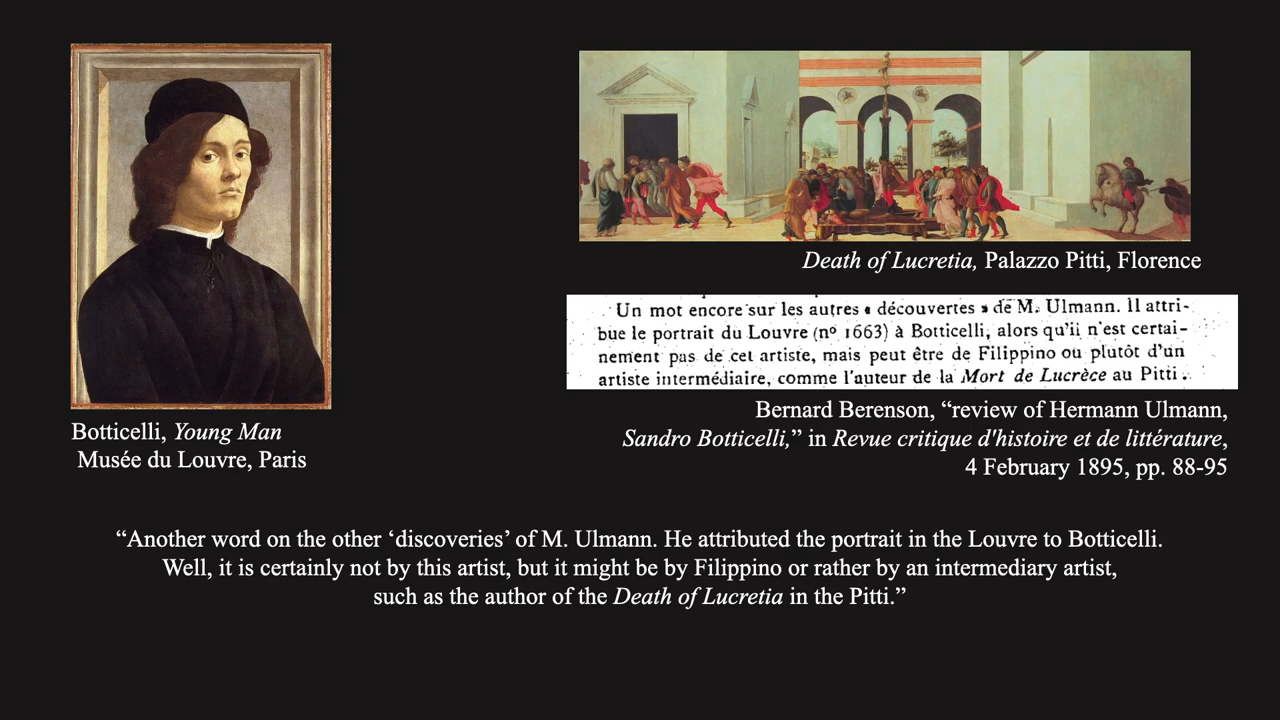 Botticelli, Young Man
Musée du Louvre, Paris
Death of Lucretia, Palazzo Pitti, Florence
Un mot encore sur les autres « découvertes » de M. Ulmann. Il attri-
bue le portrait du Louvre (nº 1663) à Botticelli, alors qu'il n'est certai-
nement pas de cet artiste, mais peut être de Filippino ou plutôt d'un
artiste intermédiaire, comme l'auteur de la Mort de Lucrèce au Pitti.
Bernard Berenson, “review of Hermann Ulmann,
Sandro Botticelli,” in Revue critique d'histoire et de littérature,
4 February 1895, pp. 88-95
“Another word on the other ‘discoveries’ of M. Ulmann. He attributed the portrait in the Louvre to Botticelli.
Well, it is certainly not by this artist, but it might be by Filippino or rather by an intermediary artist,
such as the author of the Death of Lucretia in the Pitti.”